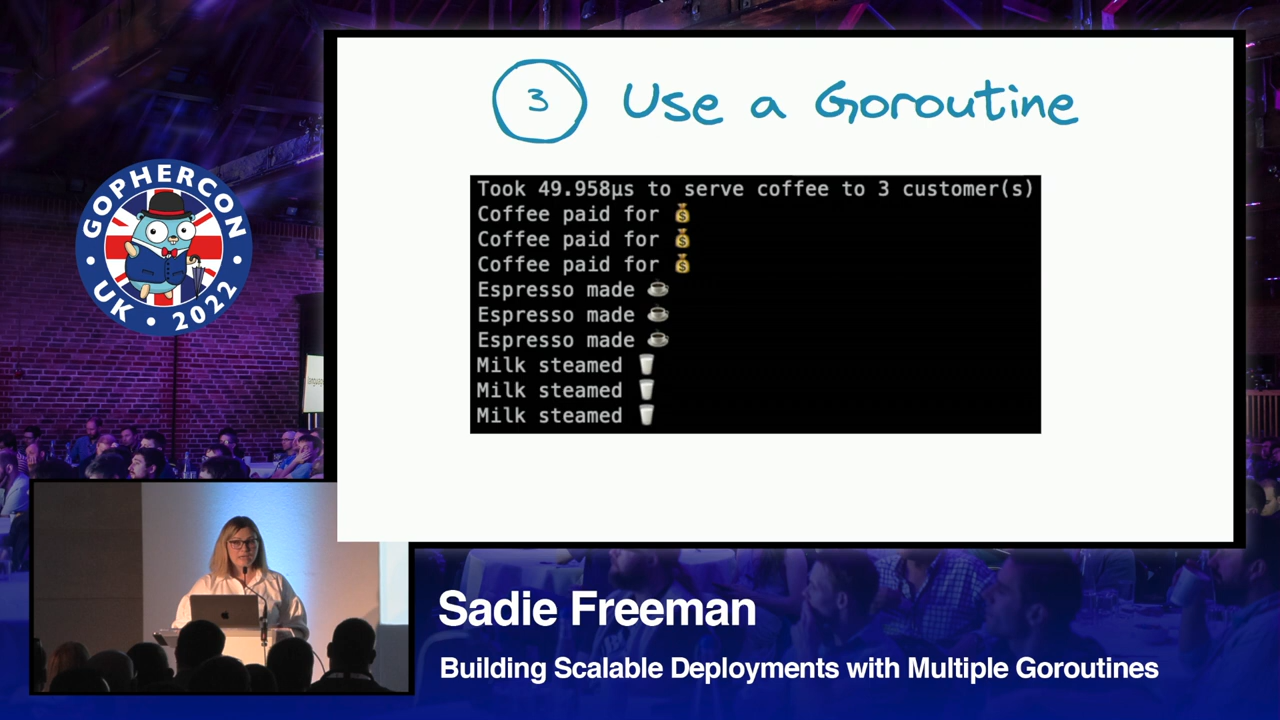 3 Use a Goroutine
Took 49.958µs to serve coffee to 3 customer(s)
Coffee paid for 💰
Coffee paid for 💰
Coffee paid for 💰
Espresso made ☕
Espresso made ☕
Espresso made ☕
Milk steamed 🥛
Milk steamed 🥛
Milk steamed 🥛
GOPHERCON
UK • 2022
Sadie Freeman
Building Scalable Deployments with Multiple Goroutines